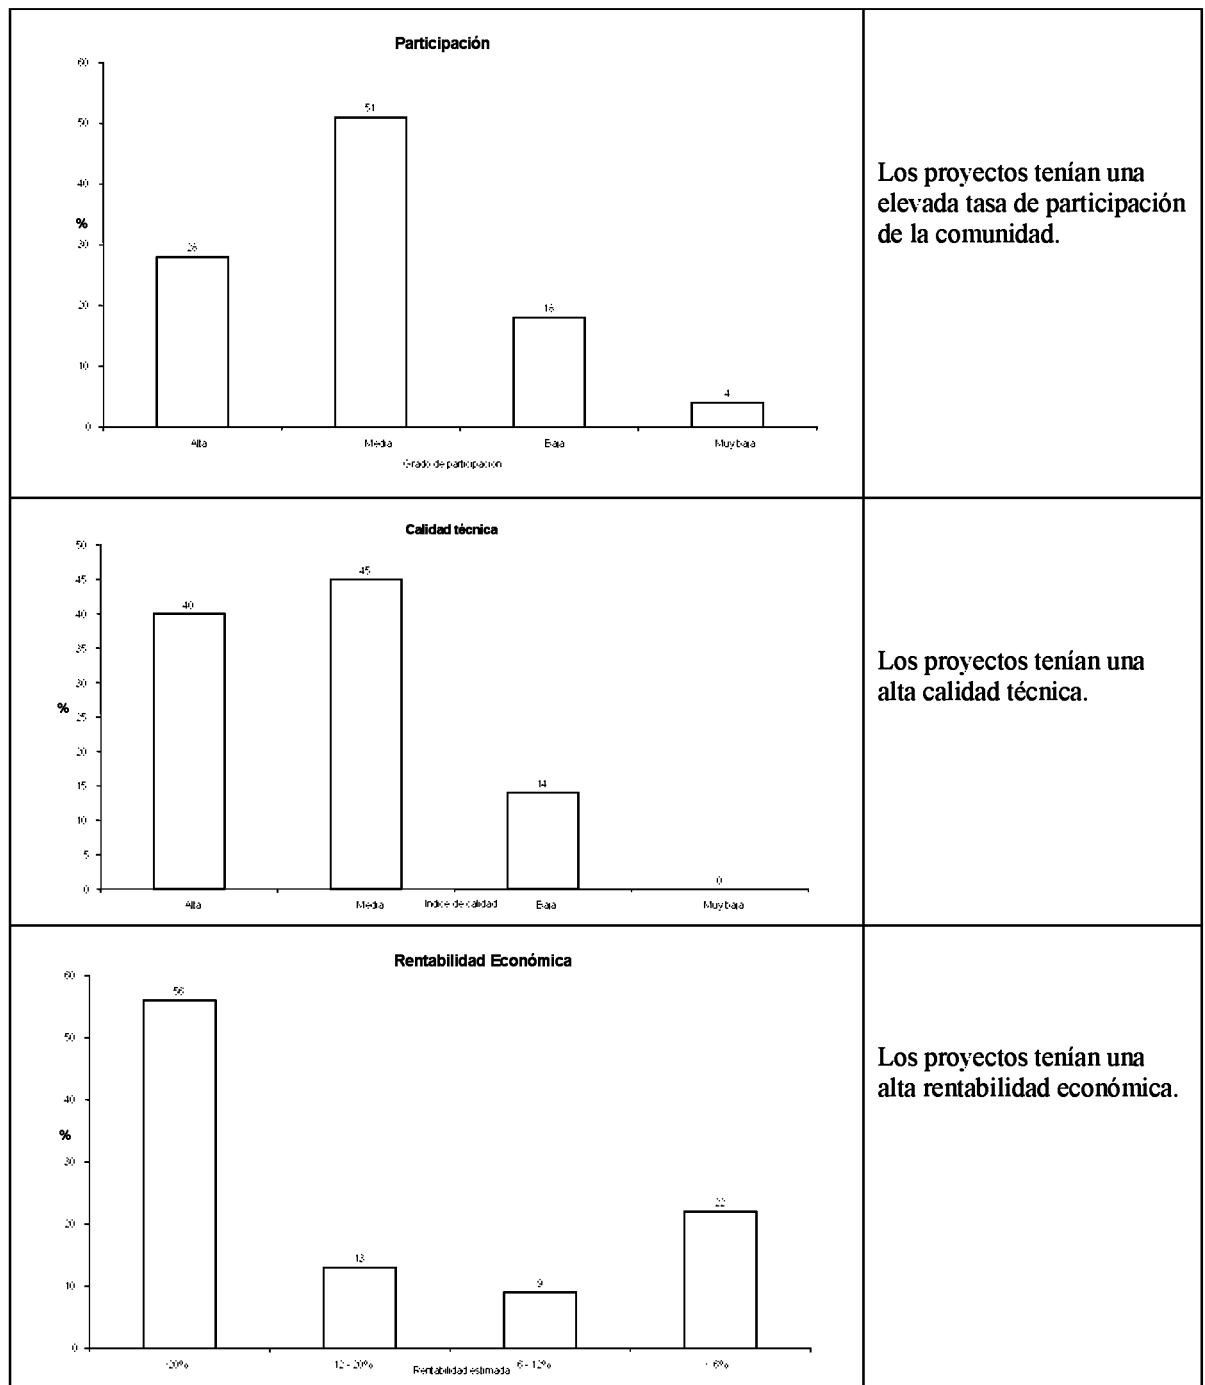 Participación
60
50
40
%
30
20
10
0
28
51
18
4
Alta
Media
Baja
Muy baja
Grado de participación
Los proyectos tenían una
elevada tasa de participación
de la comunidad.
Calidad técnica
50
45
40
35
30
%
25
20
15
10
5
0
40
45
14
0
Alta
Media
Indice de calidad
Baja
Muy baja
Los proyectos tenían una
alta calidad técnica.
Rentabilidad Económica
60
50
40
%
30
20
10
0
56
13
9
22
12 - 20%
Rentabilidad estimada
6 - 12%
Los proyectos tenían una
alta rentabilidad económica.